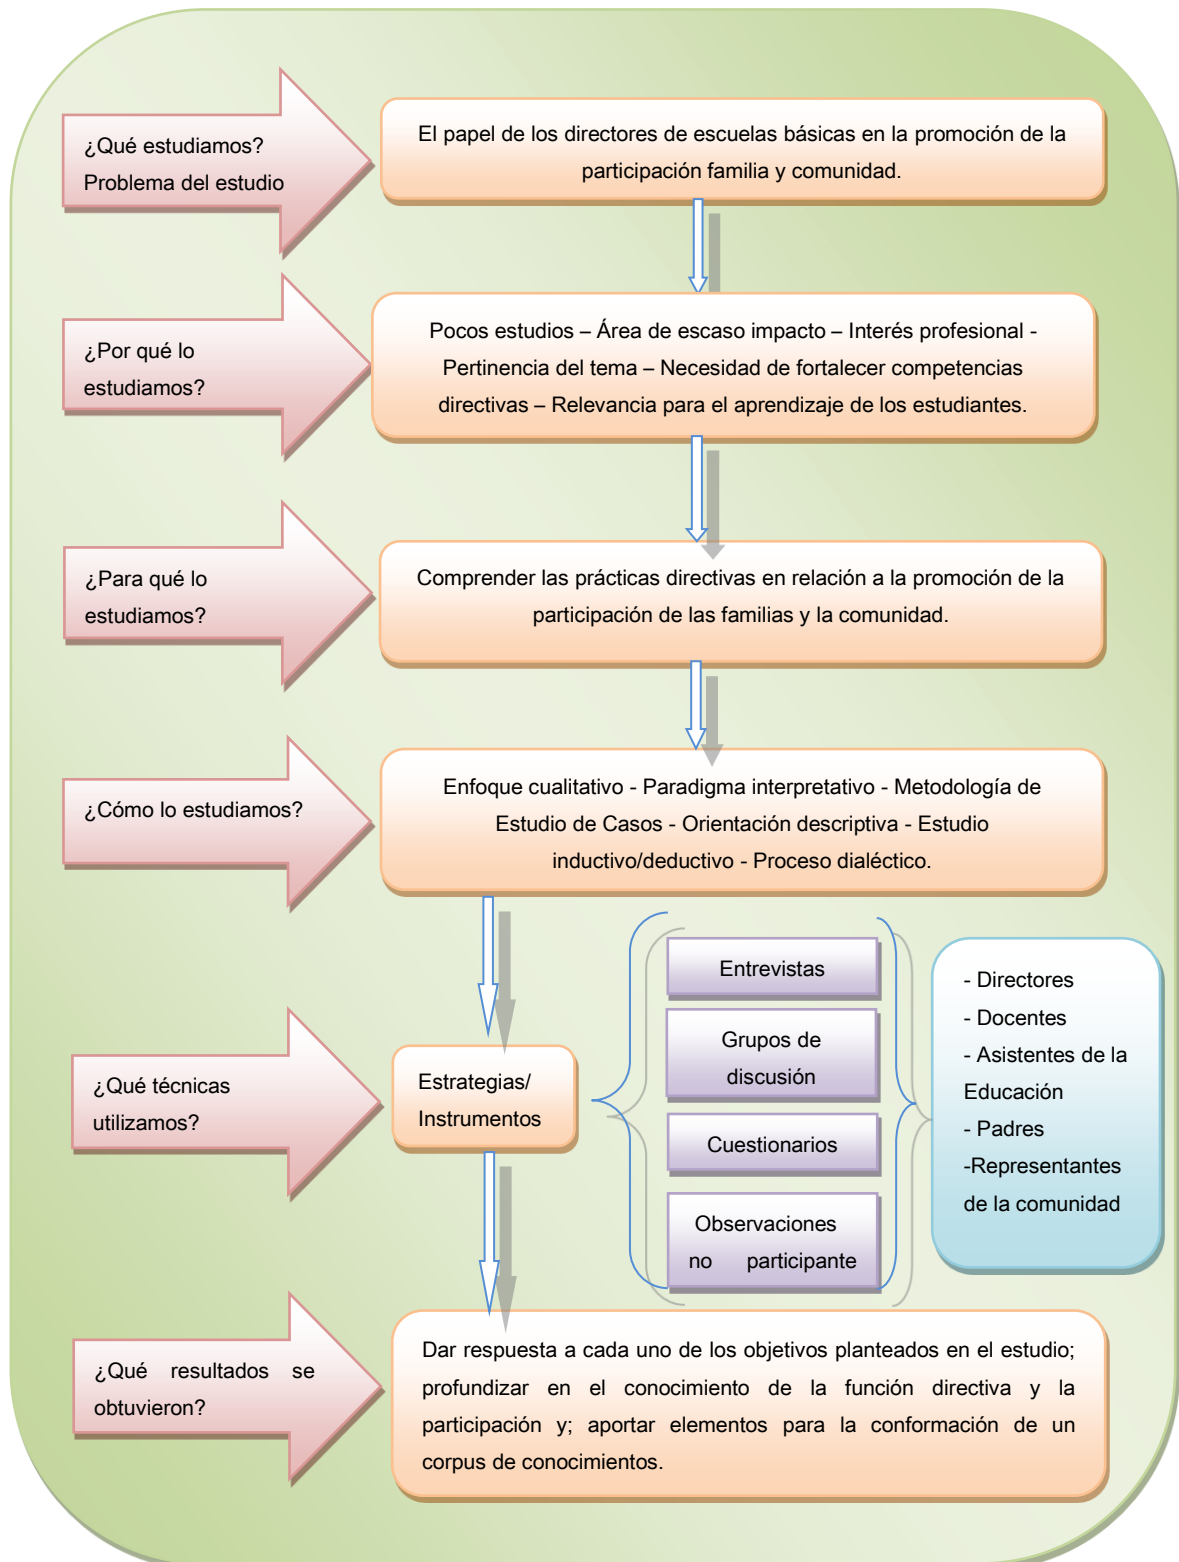 ¿Qué estudiamos?
Problema del estudio
El papel de los directores de escuelas básicas en la promoción de la
participación familia y comunidad.
¿Por qué lo
estudiamos?
Pocos estudios – Área de escaso impacto – Interés profesional -
Pertinencia del tema – Necesidad de fortalecer competencias
directivas – Relevancia para el aprendizaje de los estudiantes.
¿Para qué lo
estudiamos?
Comprender las prácticas directivas en relación a la promoción de la
participación de las familias y la comunidad.
¿Cómo lo estudiamos?
Enfoque cualitativo - Paradigma interpretativo - Metodología de
Estudio de Casos - Orientación descriptiva - Estudio
inductivo/deductivo - Proceso dialéctico.
¿Qué técnicas
utilizamos?
Estrategias/
Instrumentos
Entrevistas
Grupos de
discusión
Cuestionarios
Observaciones
no participante
- Directores
- Docentes
- Asistentes de la
Educación
- Padres
-Representantes
de la comunidad
¿Qué resultados se
obtuvieron?
Dar respuesta a cada uno de los objetivos planteados en el estudio;
profundizar en el conocimiento de la función directiva y la
participación y; aportar elementos para la conformación de un
corpus de conocimientos.